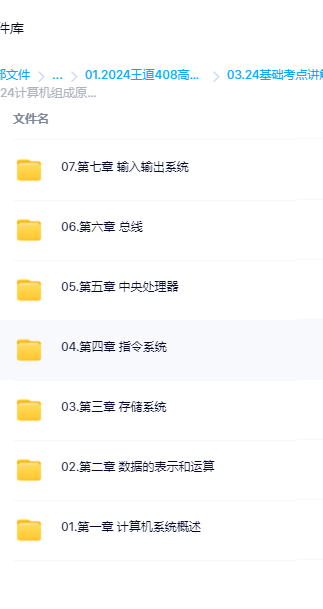 件库
部文件 > ... > 01.2024王道408高... > 03.24基础考点讲解
24计算机组成原...
文件名
07.第七章 输入输出系统
06.第六章 总线
05.第五章 中央处理器
04.第四章 指令系统
03.第三章 存储系统
02.第二章 数据的表示和运算
01.第一章 计算机系统概述